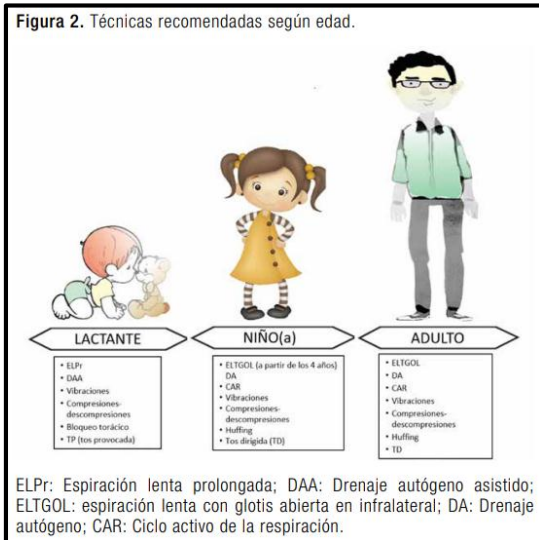 Figura 2. Técnicas recomendadas según edad.
LACTANTE
• ELPr
• DAA
• Vibraciones
• Compresiones-
descompresiones
• Bloqueo torácico
• TP (tos provocada)
NIÑO(a)
• ELTGOL (a partir de los 4 años)
DA
• CAR
• Vibraciones
• Compresiones-
descompresiones
• Huffing
• Tos dirigida (TD)
ADULTO
• ELTGOL
• DA
• CAR
• Vibraciones
• Compresiones-
descompresiones
• Huffing
• TD
ELPr: Espiración lenta prolongada; DAA: Drenaje autógeno asistido;
ELTGOL: espiración lenta con glotis abierta en infralateral; DA: Drenaje
autógeno; CAR: Ciclo activo de la respiración.